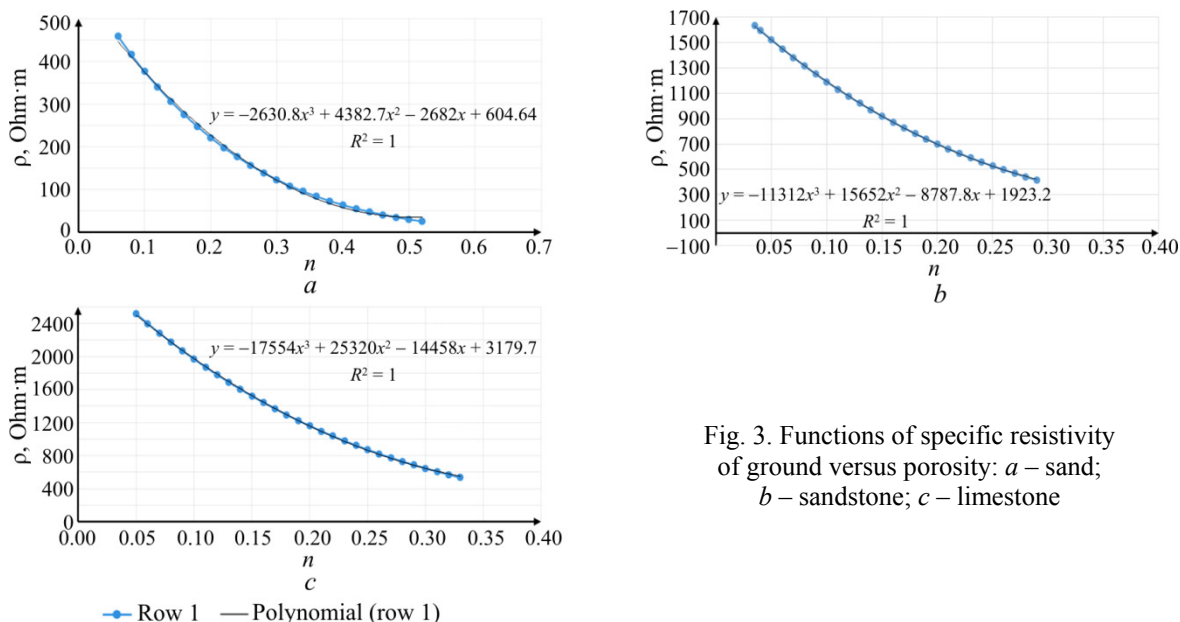 500
400
300
200
100
0
ρ, Ohm·m
y = −2630.8x³ + 4382.7x² − 2682x + 604.64
R² = 1
0 0.1 0.2 0.3 0.4 0.5 0.6 0.7
n
a
1700
1500
1300
1100
900
700
500
300
100
−100
ρ, Ohm·m
y = −11312x³ + 15652x² − 8787.8x + 1923.2
R² = 1
0.05 0.10 0.15 0.20 0.25 0.30 0.35 0.40
n
b
2400
2000
1600
1200
800
400
0
ρ, Ohm·m
y = −17554x³ + 25320x² − 14458x + 3179.7
R² = 1
0.00 0.05 0.10 0.15 0.20 0.25 0.30 0.35 0.40
n
c
Row 1 Polynomial (row 1)
Fig. 3. Functions of specific resistivity
of ground versus porosity: a – sand;
b – sandstone; c – limestone